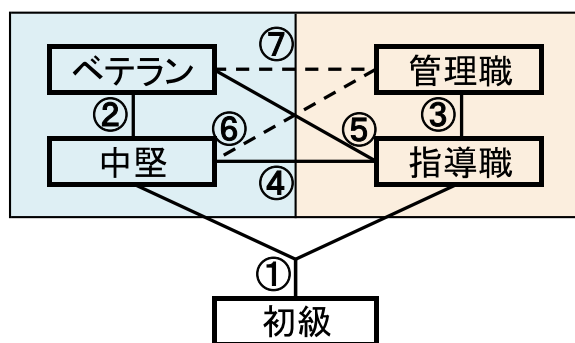 ⑦
ベテラン
管理職
②
⑥
⑤
③
中堅
指導職
④
①
初級